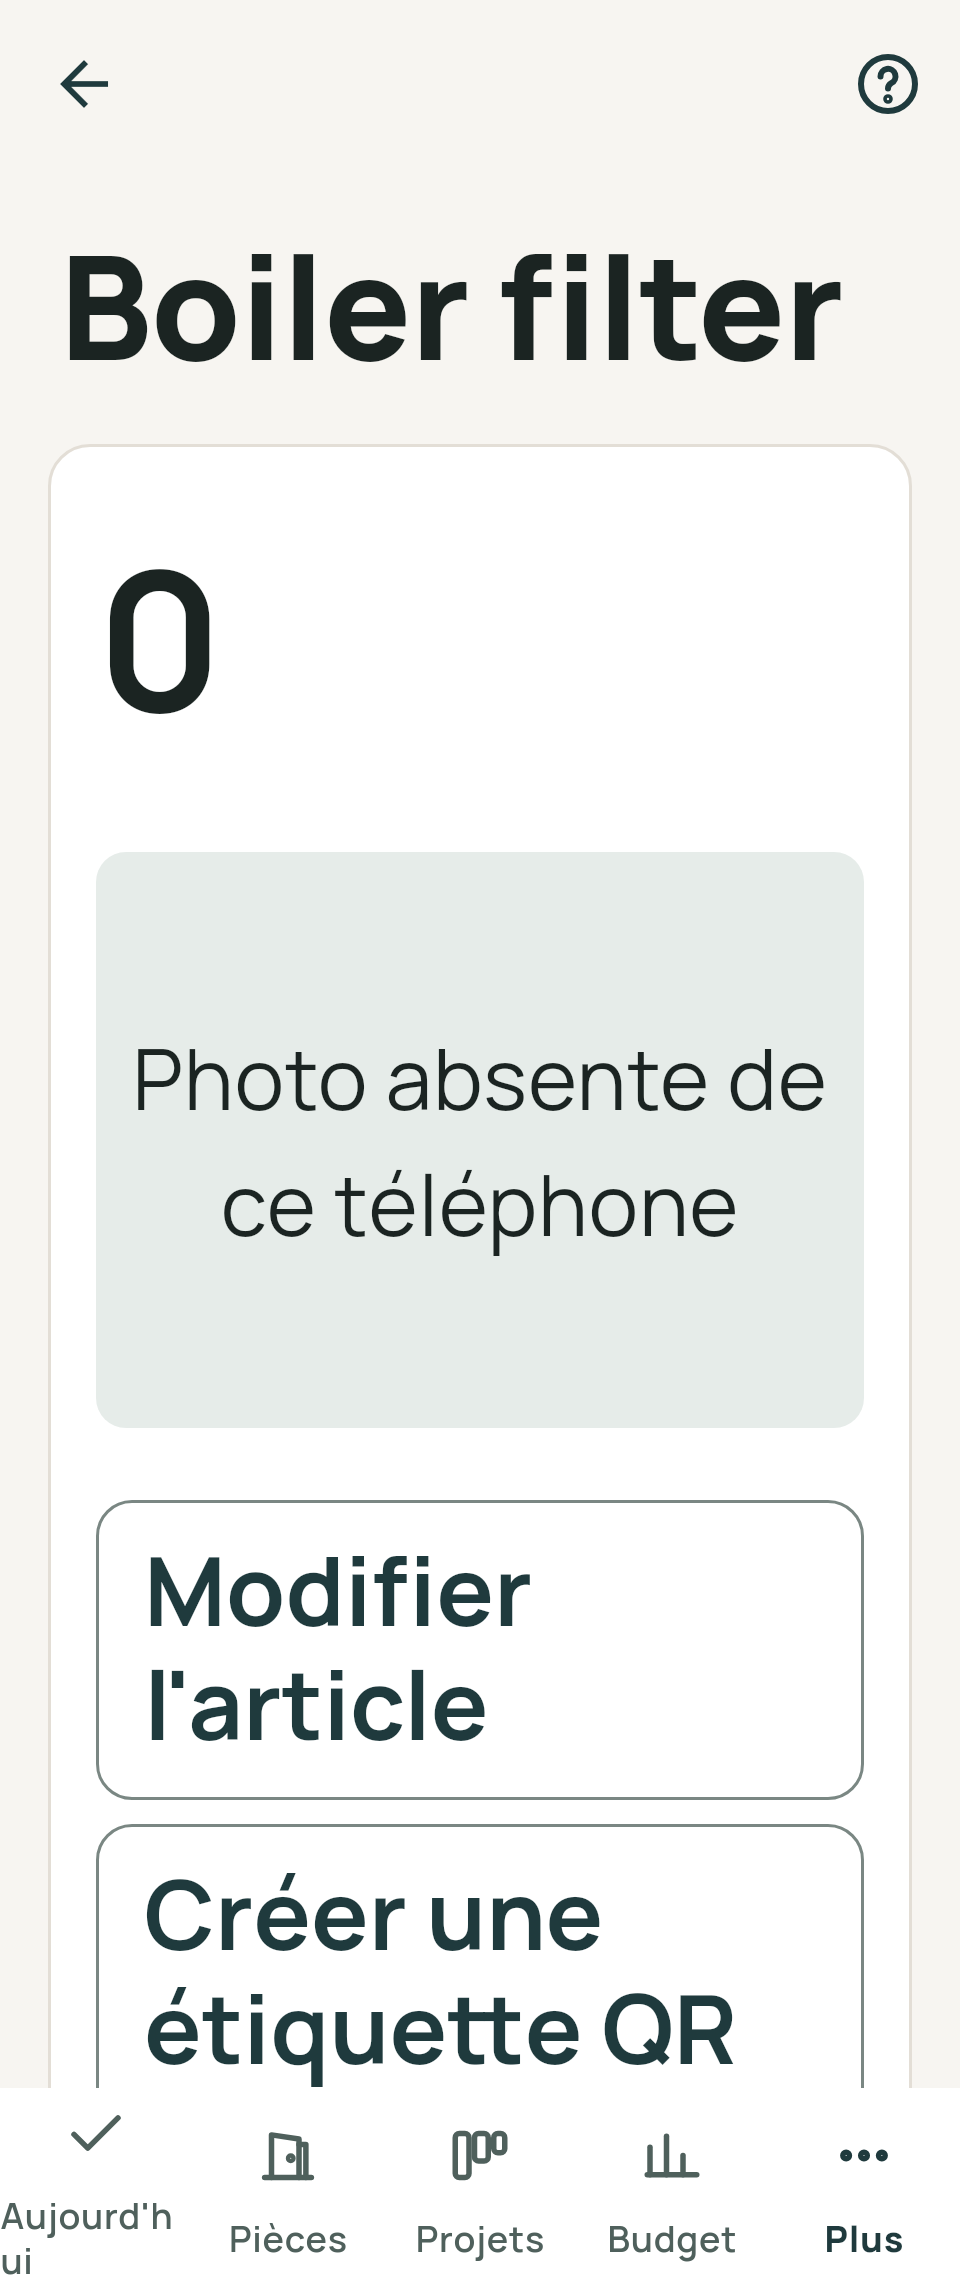 Boiler filter
0
Photo absente de
ce téléphone
Modifier
l'article
Créer une
étiquette QR
Aujourd'h
ui
Pièces
Projets
Budget
Plus